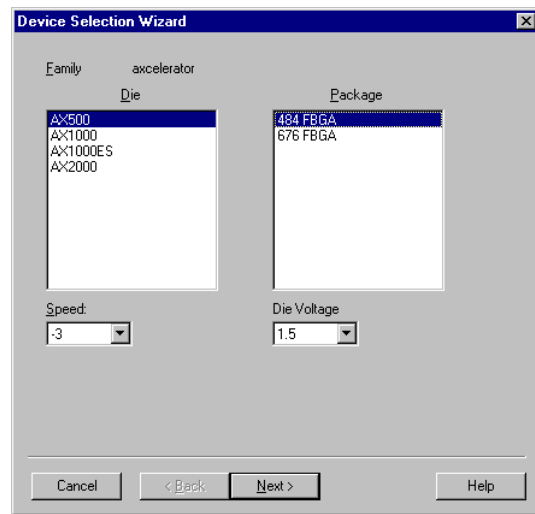 Device Selection Wizard
Family axcelerator
Die Package
AX500
AX1000
AX1000ES
AX2000
484 FBGA
676 FBGA
Speed: Die Voltage
-3 1.5
Cancel < Back Next > Help